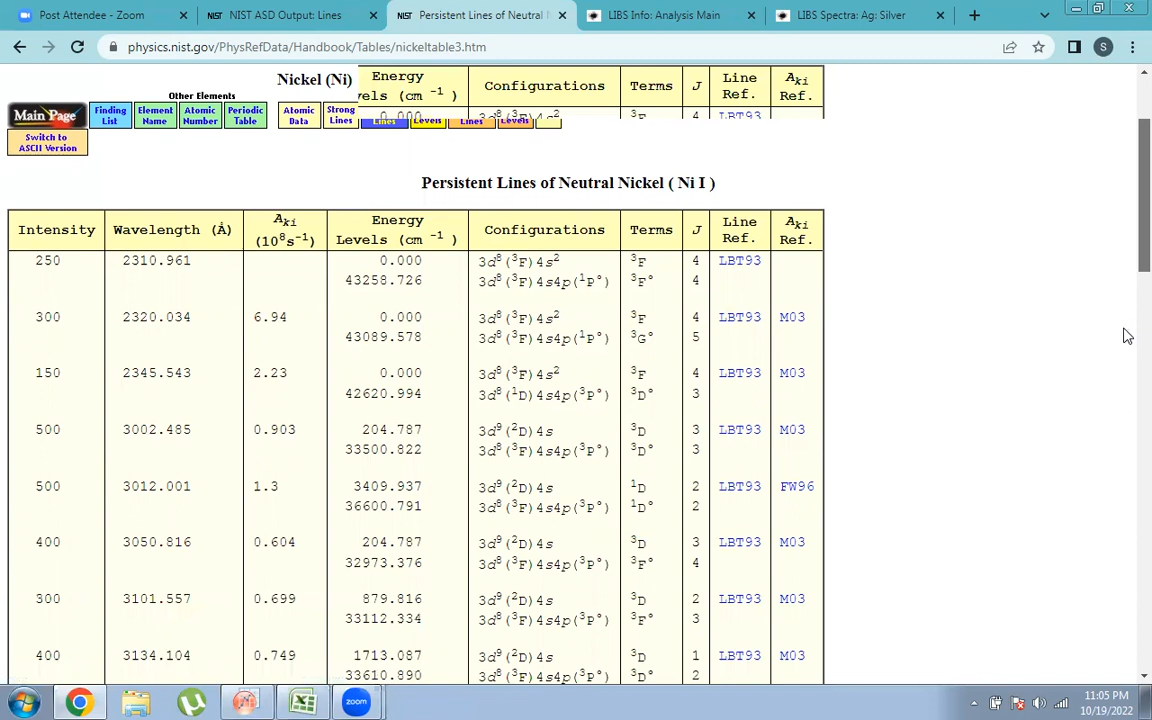 Post Attendee - Zoom
NIST ASD Output: Lines
Persistent Lines of Neutral N
LIBS Info: Analysis Main
LIBS Spectra: Ag: Silver
physics.nist.gov/PhysRefData/Handbook/Tables/nickeltable3.htm
S
Nickel (Ni)
Other Elements
Main Page
Finding List
Element Name
Atomic Number
Periodic Table
Atomic Data
Strong Lines
Lines
Levels
Lines
Levels
Switch to ASCII Version
Energy Configurations Terms J Line Ref. Aki Ref.
vels (cm -1 )
0.000 3d⁸(³F)4s² ³F 4 LBT93
Persistent Lines of Neutral Nickel ( Ni I )
Intensity Wavelength (Å) Aki (10⁸s⁻¹) Energy Levels (cm -1 ) Configurations Terms J Line Ref. Aki Ref.
250 2310.961 0.000 3d⁸(³F)4s² ³F 4 LBT93
43258.726 3d⁸(³F)4s4p(¹P°) ³F° 4
300 2320.034 6.94 0.000 3d⁸(³F)4s² ³F 4 LBT93 M03
43089.578 3d⁸(³F)4s4p(¹P°) ³G° 5
150 2345.543 2.23 0.000 3d⁸(³F)4s² ³F 4 LBT93 M03
42620.994 3d⁸(¹D)4s4p(³P°) ³D° 3
500 3002.485 0.903 204.787 3d⁹(²D)4s ³D 3 LBT93 M03
33500.822 3d⁸(³F)4s4p(³P°) ³D° 3
500 3012.001 1.3 3409.937 3d⁹(²D)4s ¹D 2 LBT93 FW96
36600.791 3d⁸(³F)4s4p(³P°) ¹D° 2
400 3050.816 0.604 204.787 3d⁹(²D)4s ³D 3 LBT93 M03
32973.376 3d⁸(³F)4s4p(³P°) ³F° 4
300 3101.557 0.699 879.816 3d⁹(²D)4s ³D 2 LBT93 M03
33112.334 3d⁸(³F)4s4p(³P°) ³F° 3
400 3134.104 0.749 1713.087 3d⁹(²D)4s ³D 1 LBT93 M03
33610.890 3d⁸(³F)4s4p(³P°) ³D° 2
zoom
11:05 PM
10/19/2022